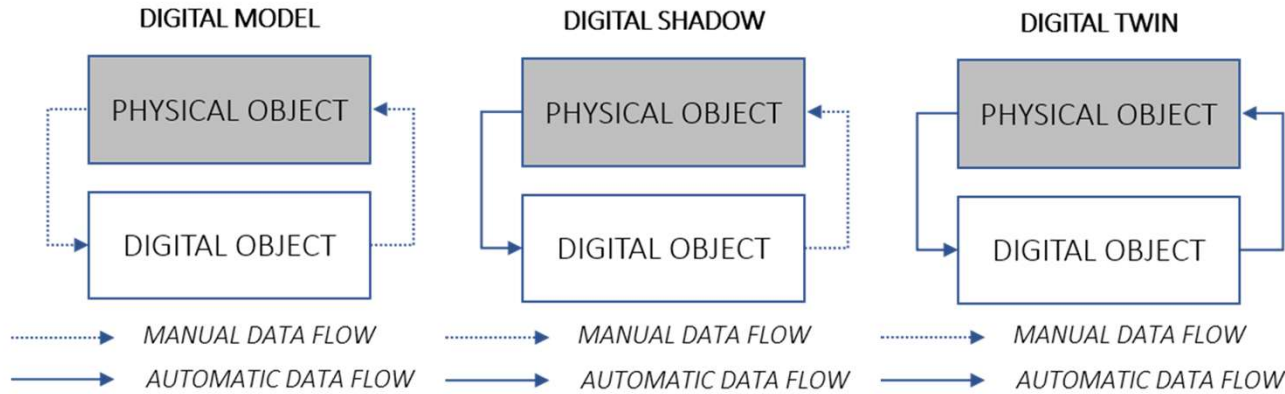 DIGITAL MODEL
PHYSICAL OBJECT
DIGITAL OBJECT
MANUAL DATA FLOW
AUTOMATIC DATA FLOW
DIGITAL SHADOW
PHYSICAL OBJECT
DIGITAL OBJECT
MANUAL DATA FLOW
AUTOMATIC DATA FLOW
DIGITAL TWIN
PHYSICAL OBJECT
DIGITAL OBJECT
MANUAL DATA FLOW
AUTOMATIC DATA FLOW